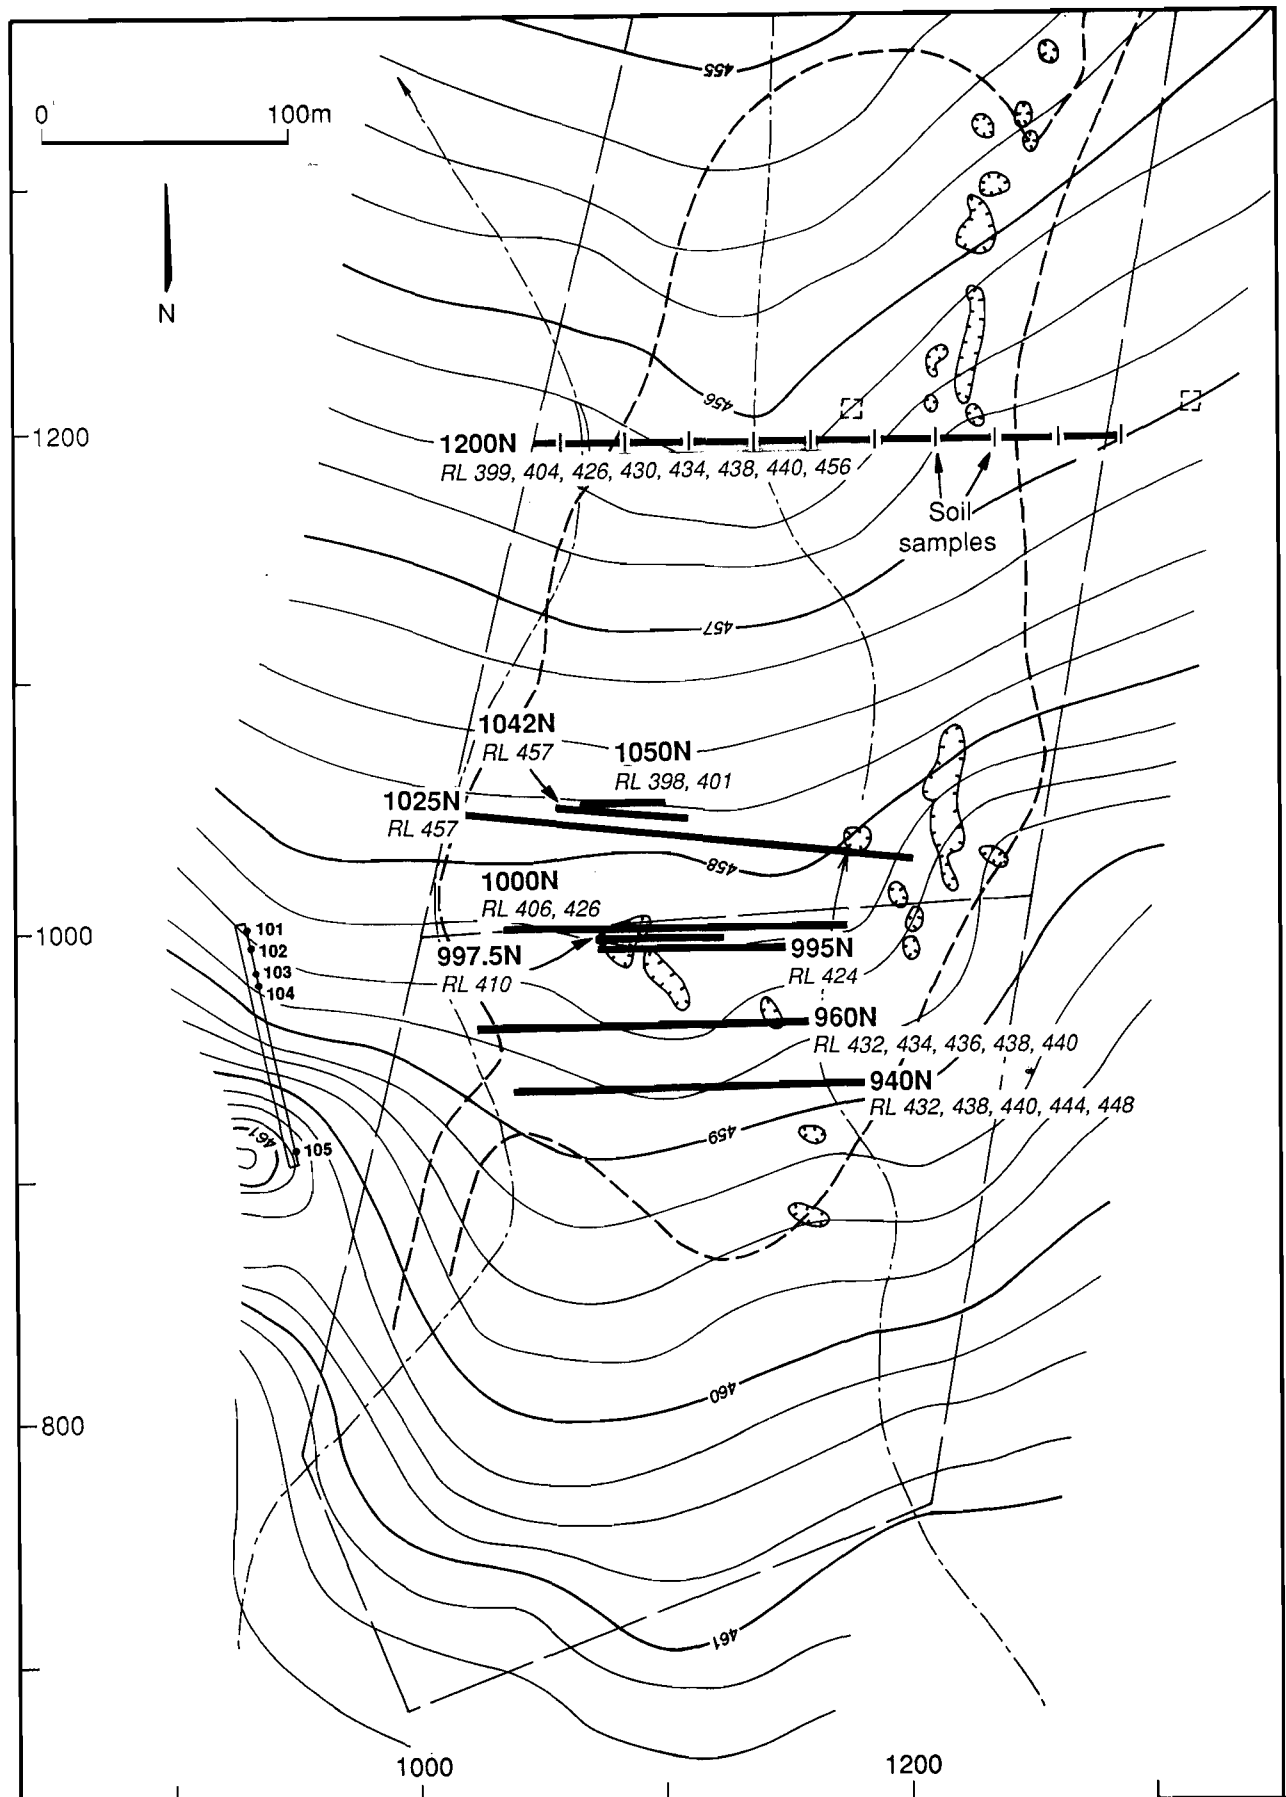 455
0 100m
N
456
1200
1200N
RL 399, 404, 426, 430, 434, 438, 440, 456
Soil
samples
457
1042N
RL 457
1050N
RL 398, 401
1025N
RL 457
458
1000N
RL 406, 426
1000
101
102
103
104
997.5N
RL 410
995N
RL 424
960N
RL 432, 434, 436, 438, 440
940N
RL 432, 438, 440, 444, 448
459
461
105
460
800
461
1000 1200